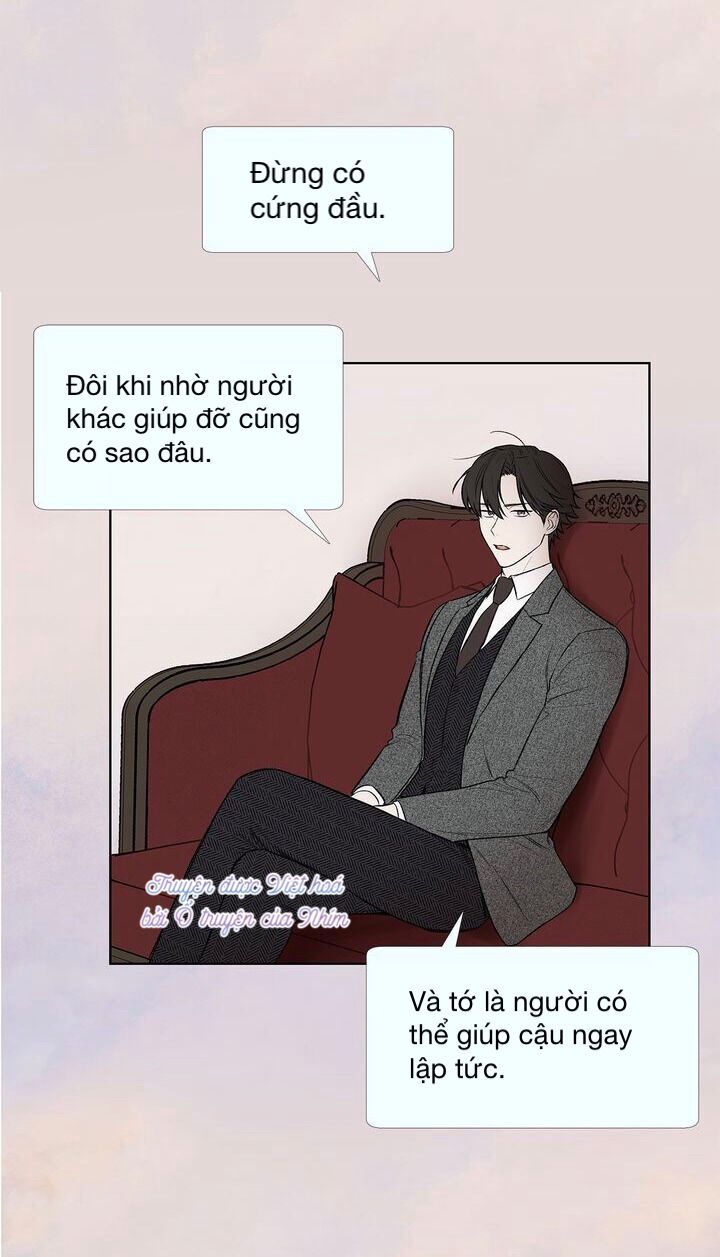 Đừng có
cứng đầu.
Đôi khi nhờ người
khác giúp đỡ cũng
có sao đâu.
Truyện được Việt hoá
bởi Ổ truyện của Nhím
Và tớ là người có
thể giúp cậu ngay
lập tức.